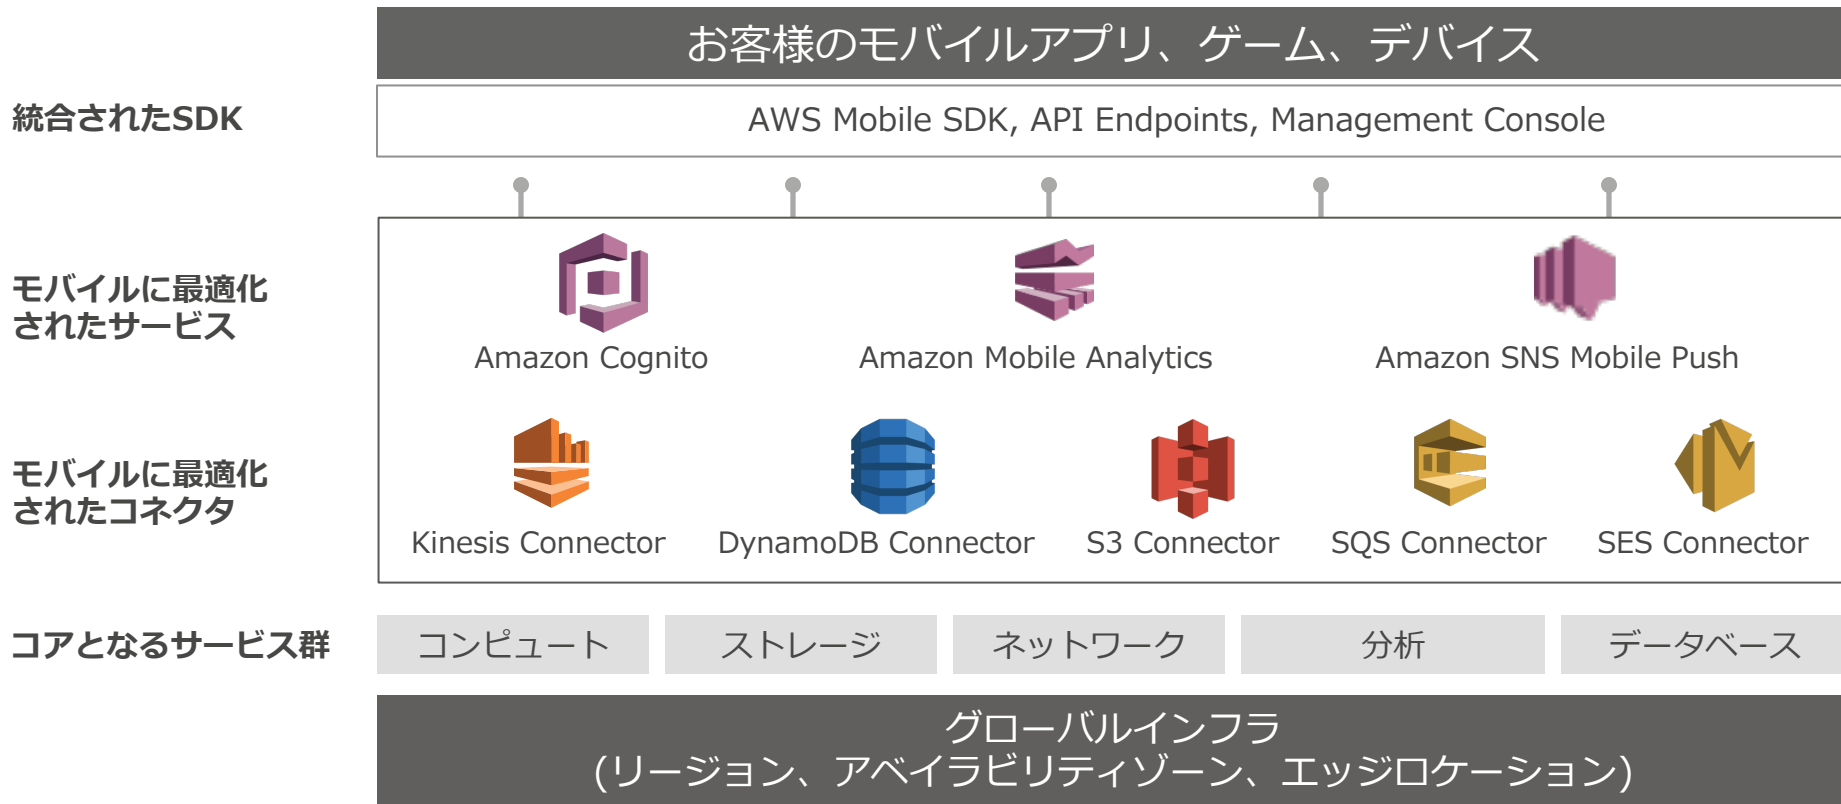 お客様のモバイルアプリ、ゲーム、デバイス
統合されたSDK
AWS Mobile SDK, API Endpoints, Management Console
モバイルに最適化
されたサービス
Amazon Cognito
Amazon Mobile Analytics
Amazon SNS Mobile Push
モバイルに最適化
されたコネクタ
Kinesis Connector
DynamoDB Connector
S3 Connector
SQS Connector
SES Connector
コアとなるサービス群
コンピュート
ストレージ
ネットワーク
分析
データベース
グローバルインフラ
(リージョン、アベイラビリティゾーン、エッジロケーション)